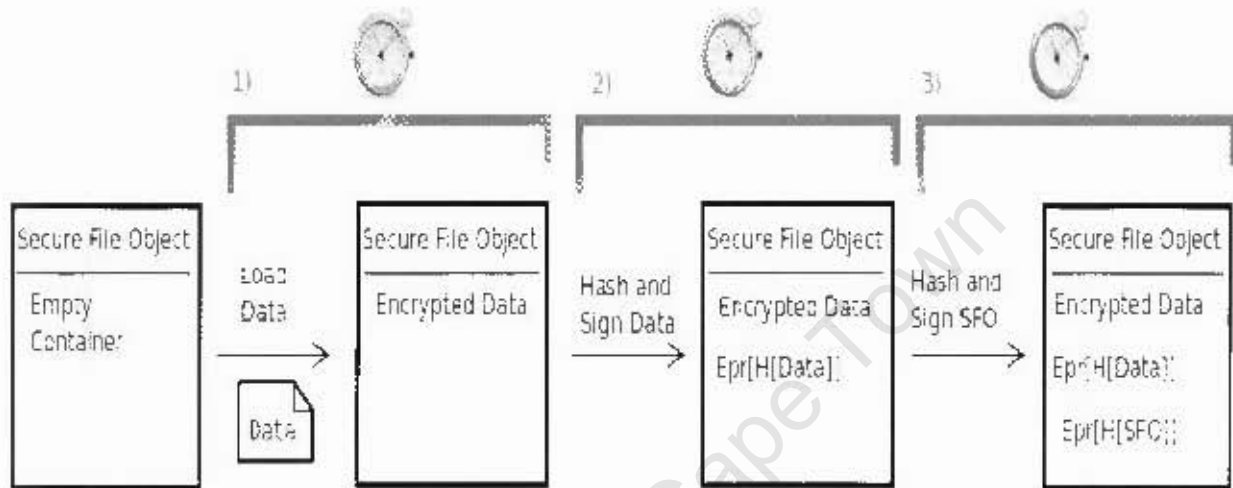 1)
2)
3)
Secure File Object
Empty
Container
Load
Data
Data
Secure File Object
Encrypted Data
Hash and
Sign Data
Secure File Object
Encrypted Data
Epr[H[Data]]
Hash and
Sign SFO
Secure File Object
Encrypted Data
Epr[H[Data]]
Epr[H[SFO]]
Cape Town